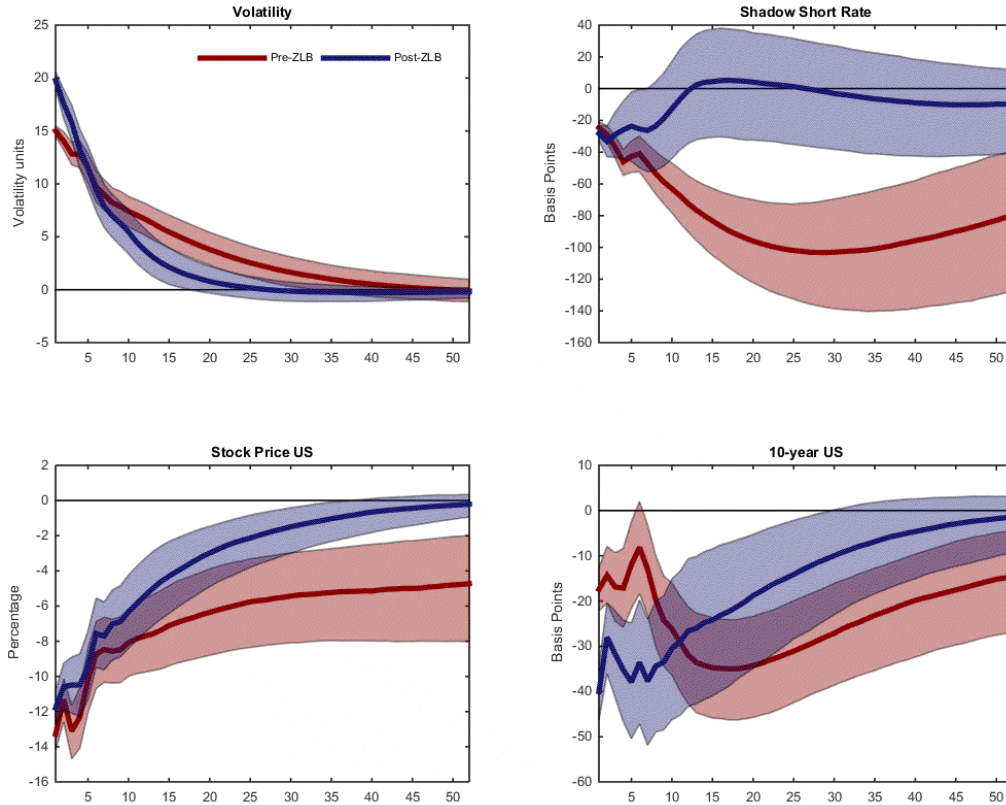 Volatility
25
20
15
10
5
0
-5
Volatility units
Pre-ZLB
Post-ZLB
5 10 15 20 25 30 35 40 45 50
Shadow Short Rate
40
20
0
-20
-40
-60
-80
-100
-120
-140
-160
Basis Points
5 10 15 20 25 30 35 40 45 50
Stock Price US
2
0
-2
-4
-6
-8
-10
-12
-14
-16
Percentage
5 10 15 20 25 30 35 40 45 50
10-year US
10
0
-10
-20
-30
-40
-50
-60
Basis Points
5 10 15 20 25 30 35 40 45 50